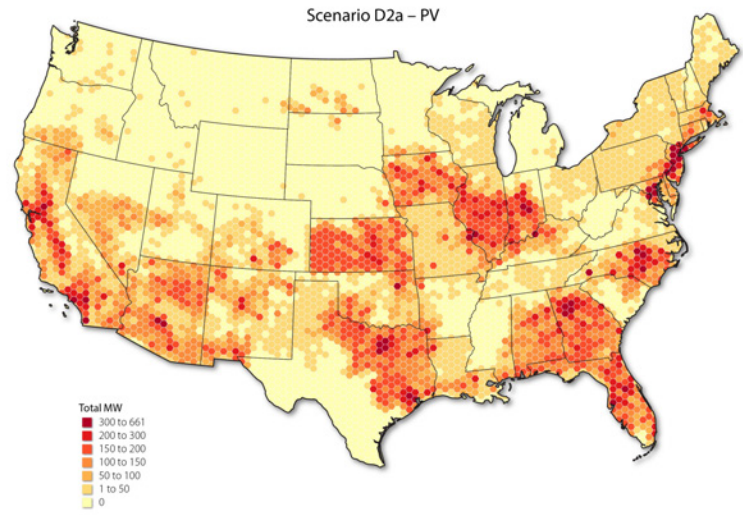 Scenario D2a – PV
Total MW
300 to 661
200 to 300
150 to 200
100 to 150
50 to 100
1 to 50
0